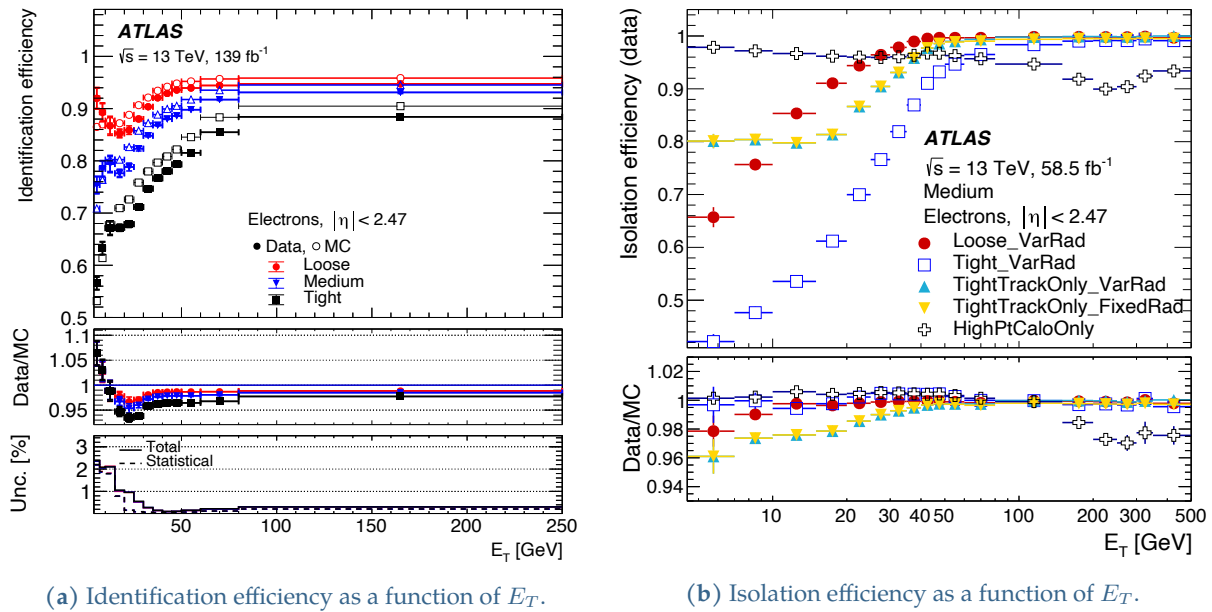 ATLAS
√s = 13 TeV, 139 fb⁻¹
Identification efficiency
1
0.9
0.8
0.7
0.6
0.5
Electrons, |η| < 2.47
Data, MC
Loose
Medium
Tight
Data/MC
1.1
1.05
1
0.95
Unc. [%]
3
2
1
Total
Statistical
50 100 150 200 250
E_T [GeV]
(a) Identification efficiency as a function of E_T.
Isolation efficiency (data)
1
0.9
0.8
0.7
0.6
0.5
ATLAS
√s = 13 TeV, 58.5 fb⁻¹
Medium
Electrons, |η| < 2.47
Loose_VarRad
Tight_VarRad
TightTrackOnly_VarRad
TightTrackOnly_FixedRad
HighPtCaloOnly
Data/MC
1.02
1.00
0.98
0.96
0.94
10 20 30 40 50 100 200 300 500
E_T [GeV]
(b) Isolation efficiency as a function of E_T.